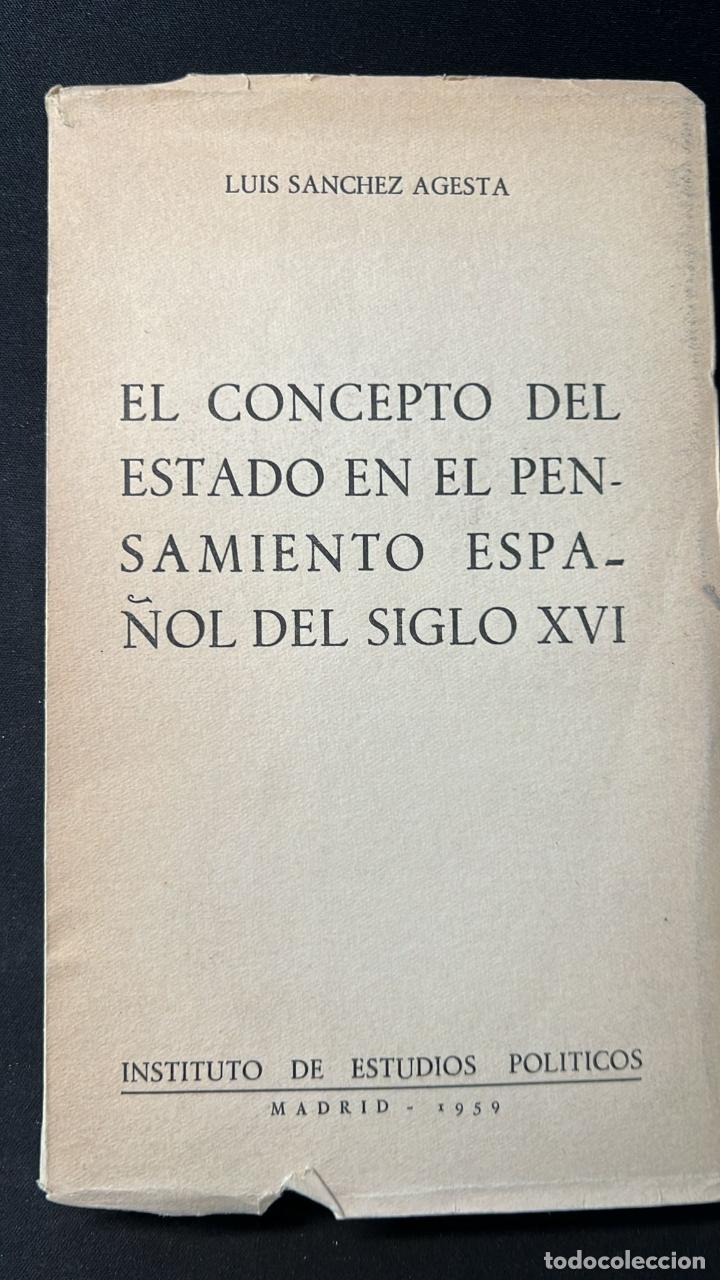 LUIS SANCHEZ AGESTA
EL CONCEPTO DEL
ESTADO EN EL PEN-
SAMIENTO ESPA-
ÑOL DEL SIGLO XVI
INSTITUTO DE ESTUDIOS POLITICOS
MADRID - 1959
todocoleccion